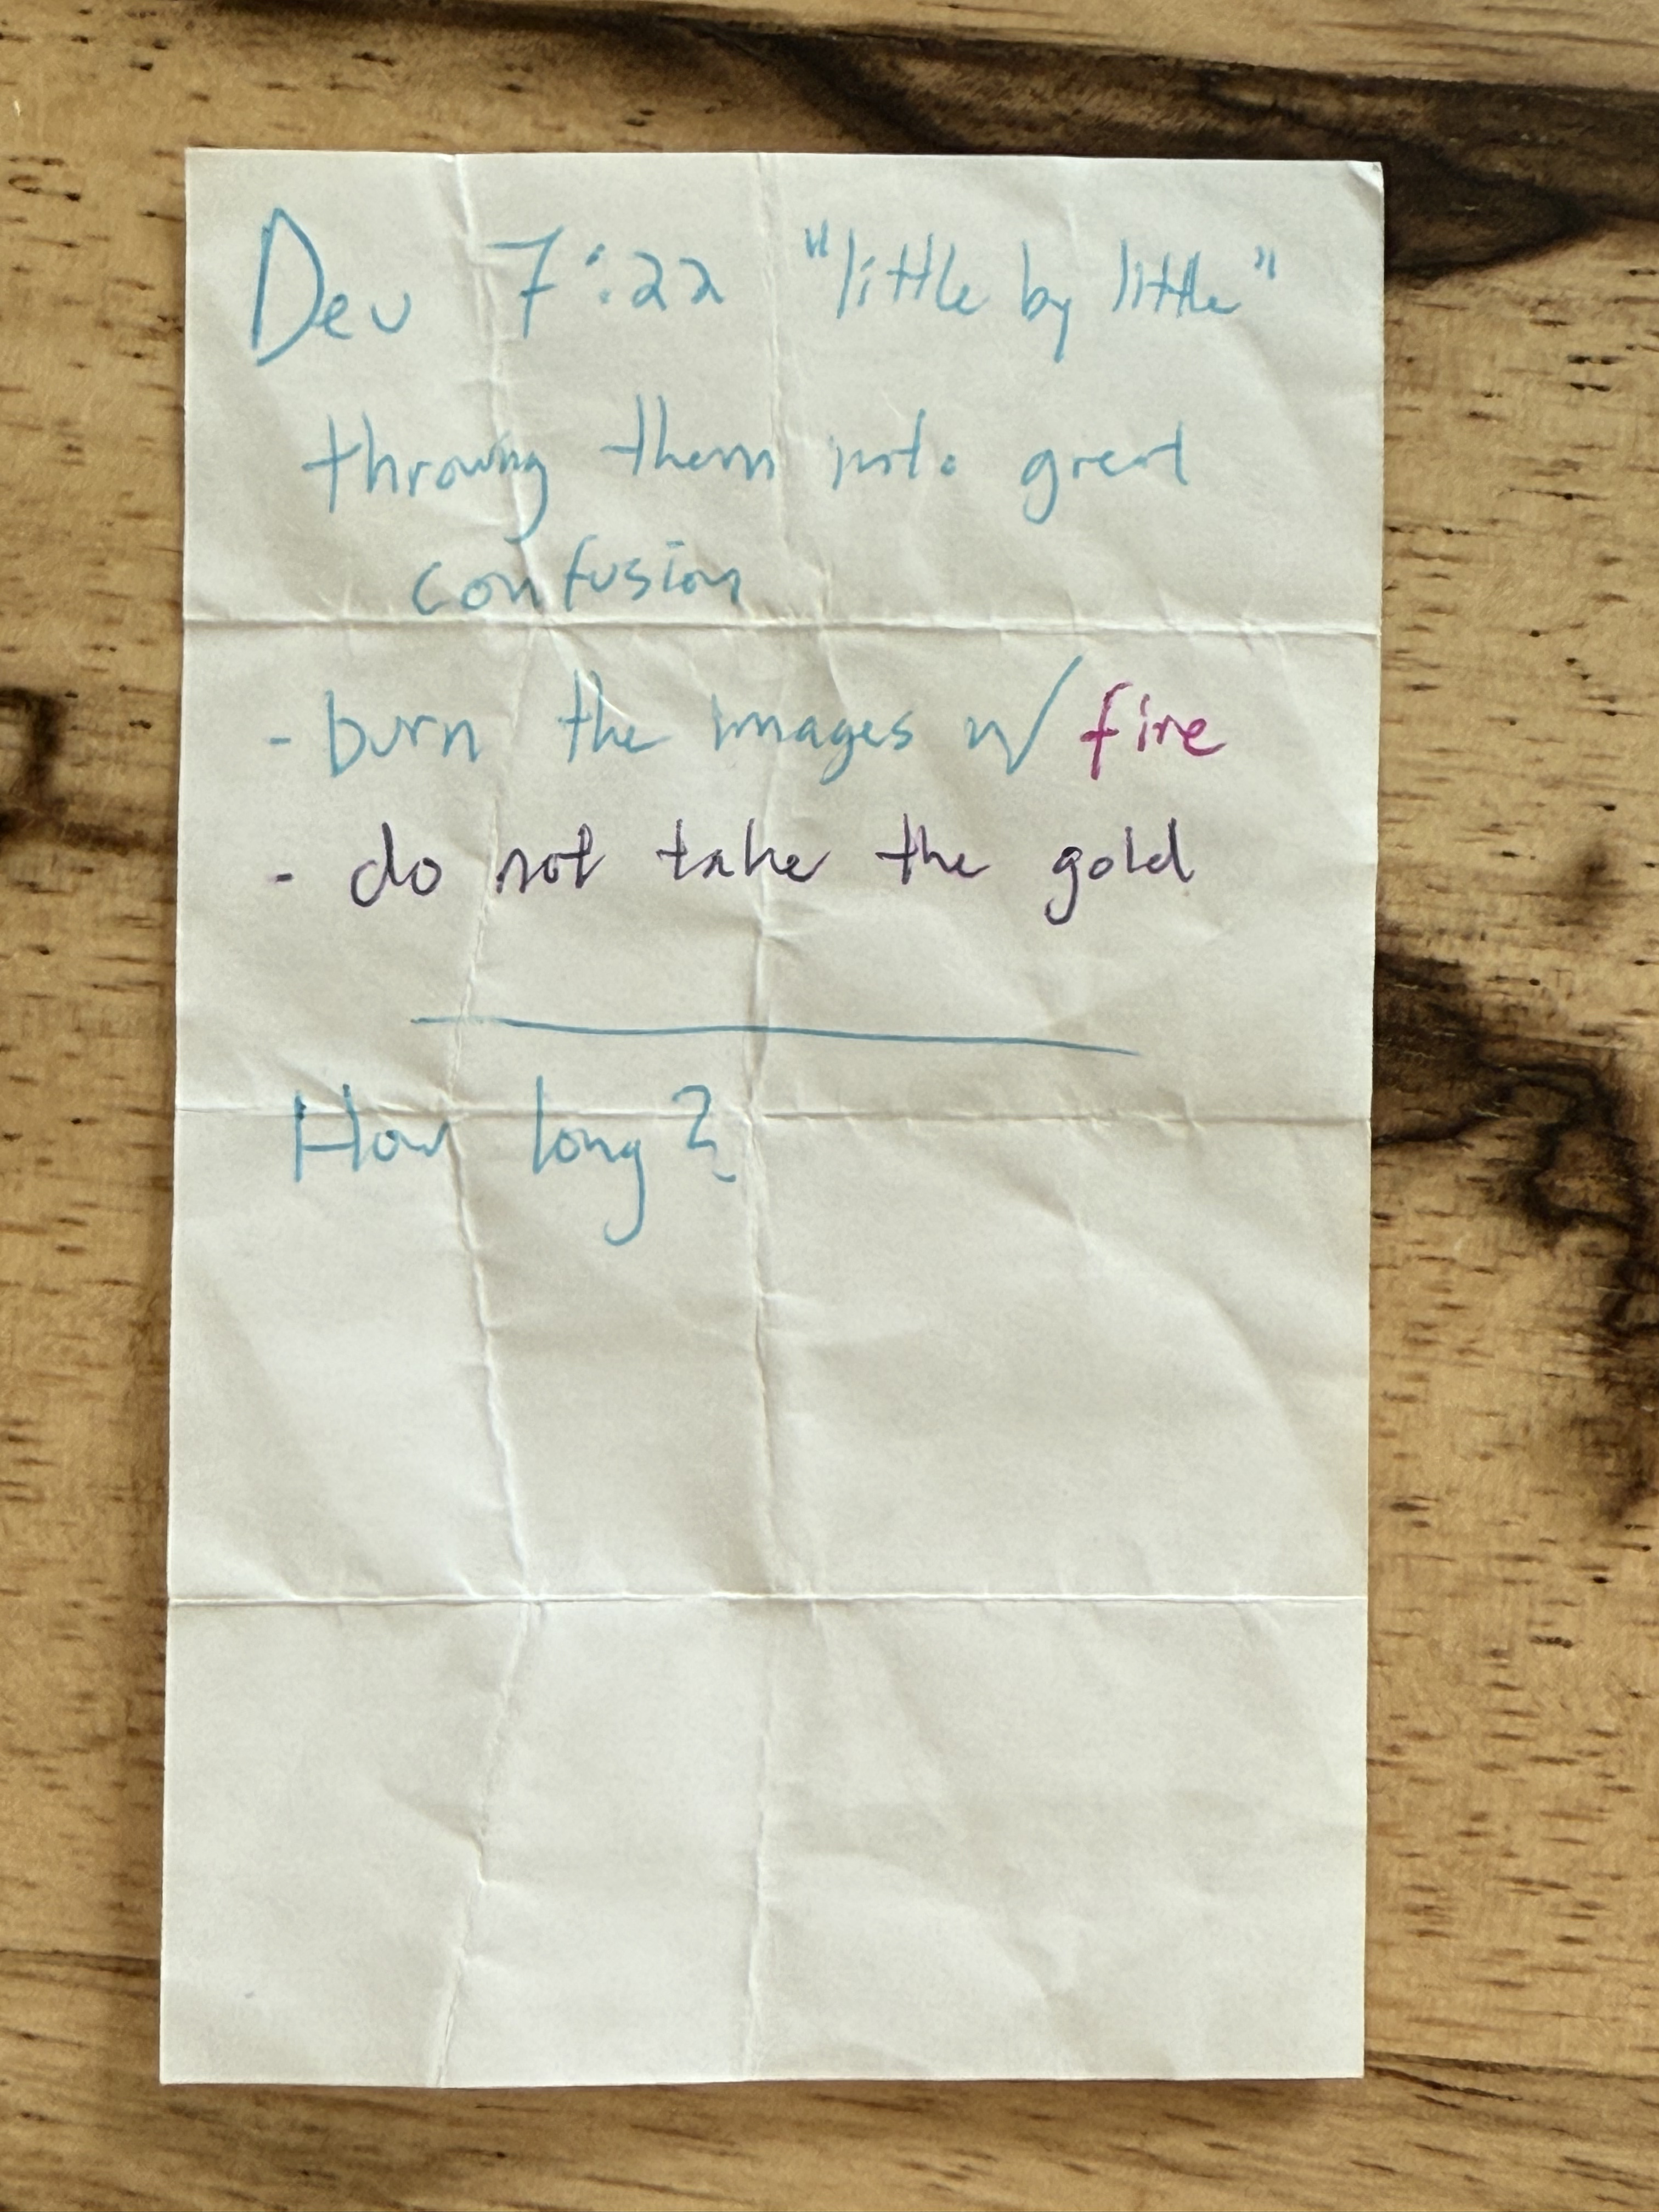 Deu 7:22 "little by little"
throwing them into great
confusion
- burn the images w/ fire
- do not take the gold
How long?